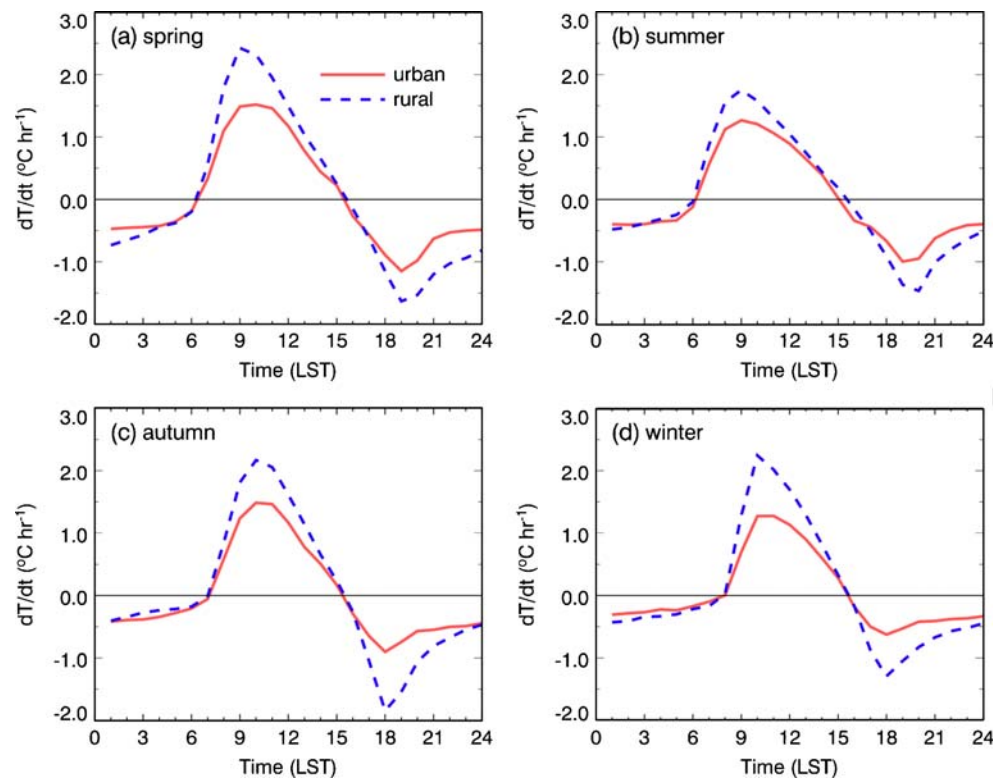 (a) spring
urban
rural
3.0
2.0
1.0
0.0
-1.0
-2.0
dT/dt (°C hr⁻¹)
0 3 6 9 12 15 18 21 24
Time (LST)
(b) summer
3.0
2.0
1.0
0.0
-1.0
-2.0
dT/dt (°C hr⁻¹)
0 3 6 9 12 15 18 21 24
Time (LST)
(c) autumn
3.0
2.0
1.0
0.0
-1.0
-2.0
dT/dt (°C hr⁻¹)
0 3 6 9 12 15 18 21 24
Time (LST)
(d) winter
3.0
2.0
1.0
0.0
-1.0
-2.0
dT/dt (°C hr⁻¹)
0 3 6 9 12 15 18 21 24
Time (LST)